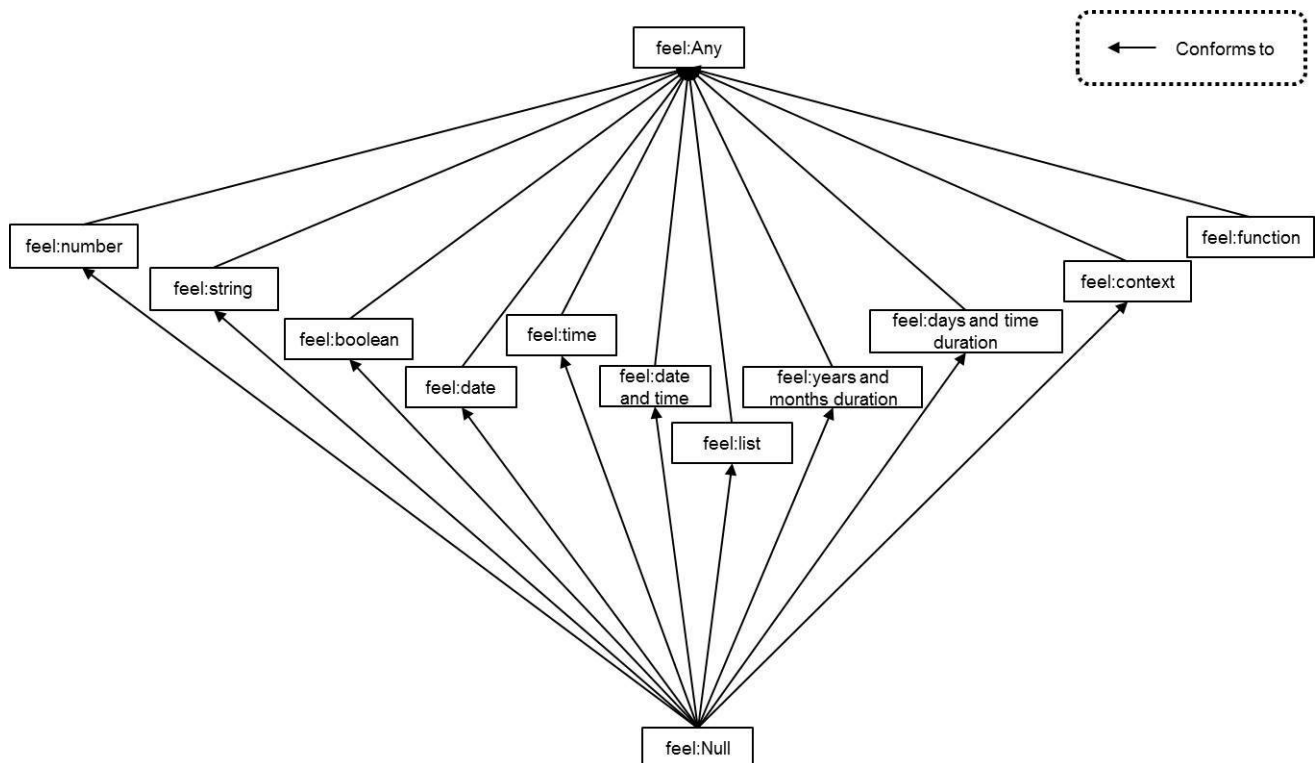 feel:Any
Conforms to
feel:number
feel:function
feel:string
feel:context
feel:boolean
feel:time
feel:days and time
duration
feel:date
feel:date
and time
feel:years and
months duration
feel:list
feel:Null